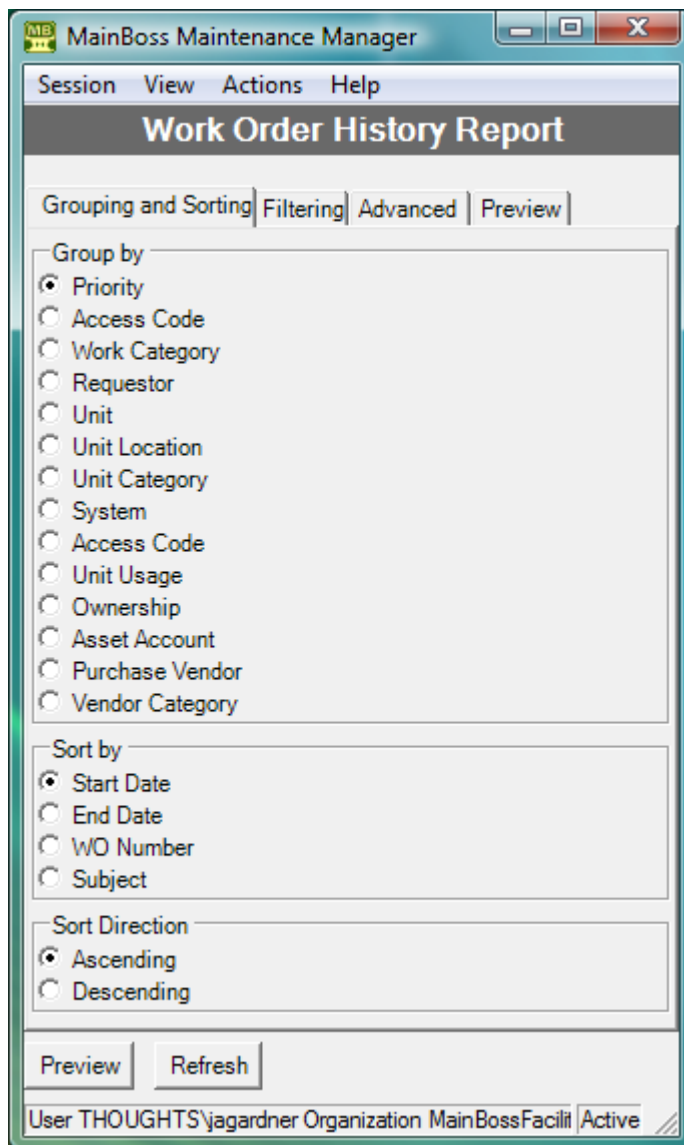 MB
MainBoss Maintenance Manager
Session View Actions Help
Work Order History Report
Grouping and Sorting Filtering Advanced Preview
Group by
Priority
Access Code
Work Category
Requestor
Unit
Unit Location
Unit Category
System
Access Code
Unit Usage
Ownership
Asset Account
Purchase Vendor
Vendor Category
Sort by
Start Date
End Date
WO Number
Subject
Sort Direction
Ascending
Descending
Preview Refresh
User THOUGHTS\jagardner Organization MainBossFacilit Active